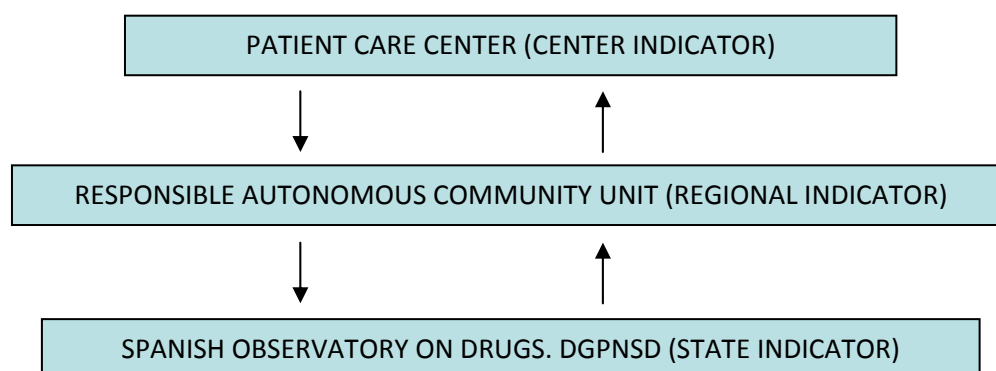 PATIENT CARE CENTER (CENTER INDICATOR)
RESPONSIBLE AUTONOMOUS COMMUNITY UNIT (REGIONAL INDICATOR)
SPANISH OBSERVATORY ON DRUGS. DGPNSD (STATE INDICATOR)